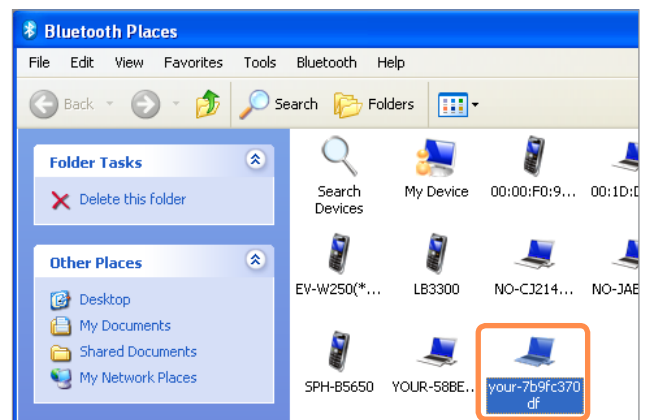 Bluetooth Places
File Edit View Favorites Tools Bluetooth Help
Back Search Folders
Folder Tasks
Delete this folder
Other Places
Desktop
My Documents
Shared Documents
My Network Places
Search
Devices
My Device
00:00:F0:9...
00:1D:D
EV-W250(*...
LB3300
NO-CJ214...
NO-JAE
SPH-B5650
YOUR-58BE...
your-7b9fc370
df